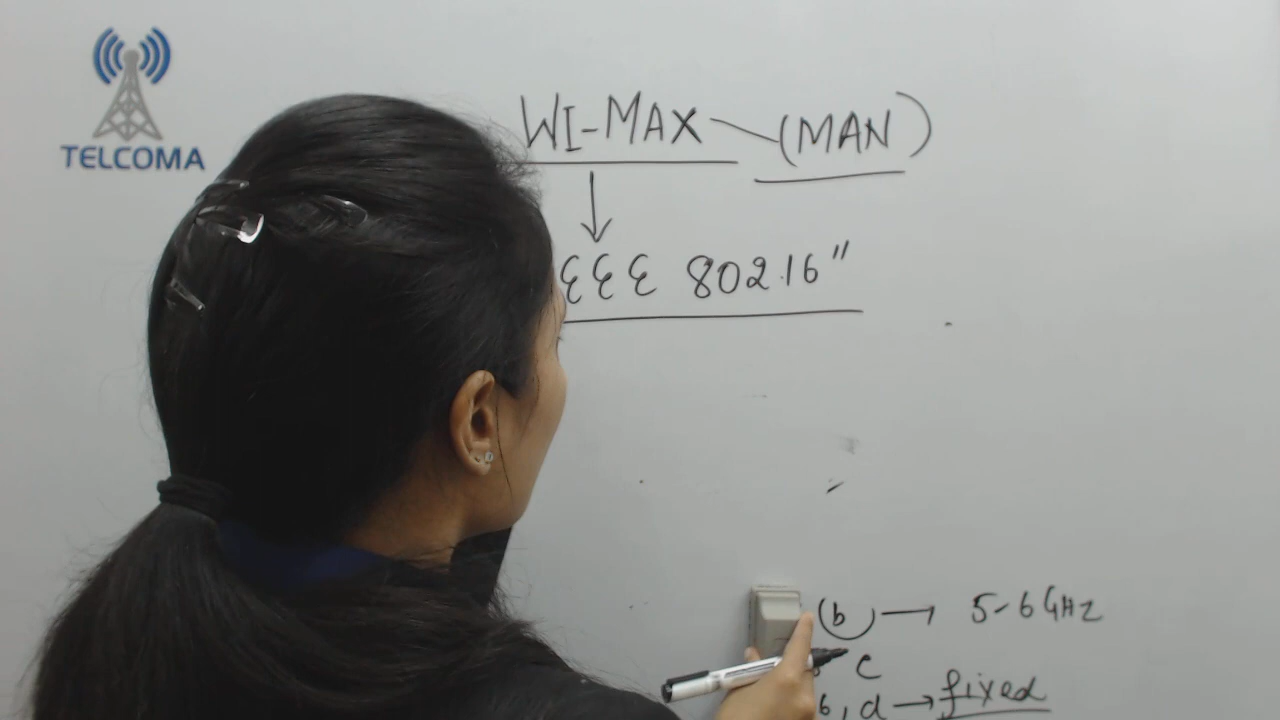 TELCOMA
WI-MAX (MAN)
EEE 802.16"
(b) → 5-6 GHz
c
6, d → fixed